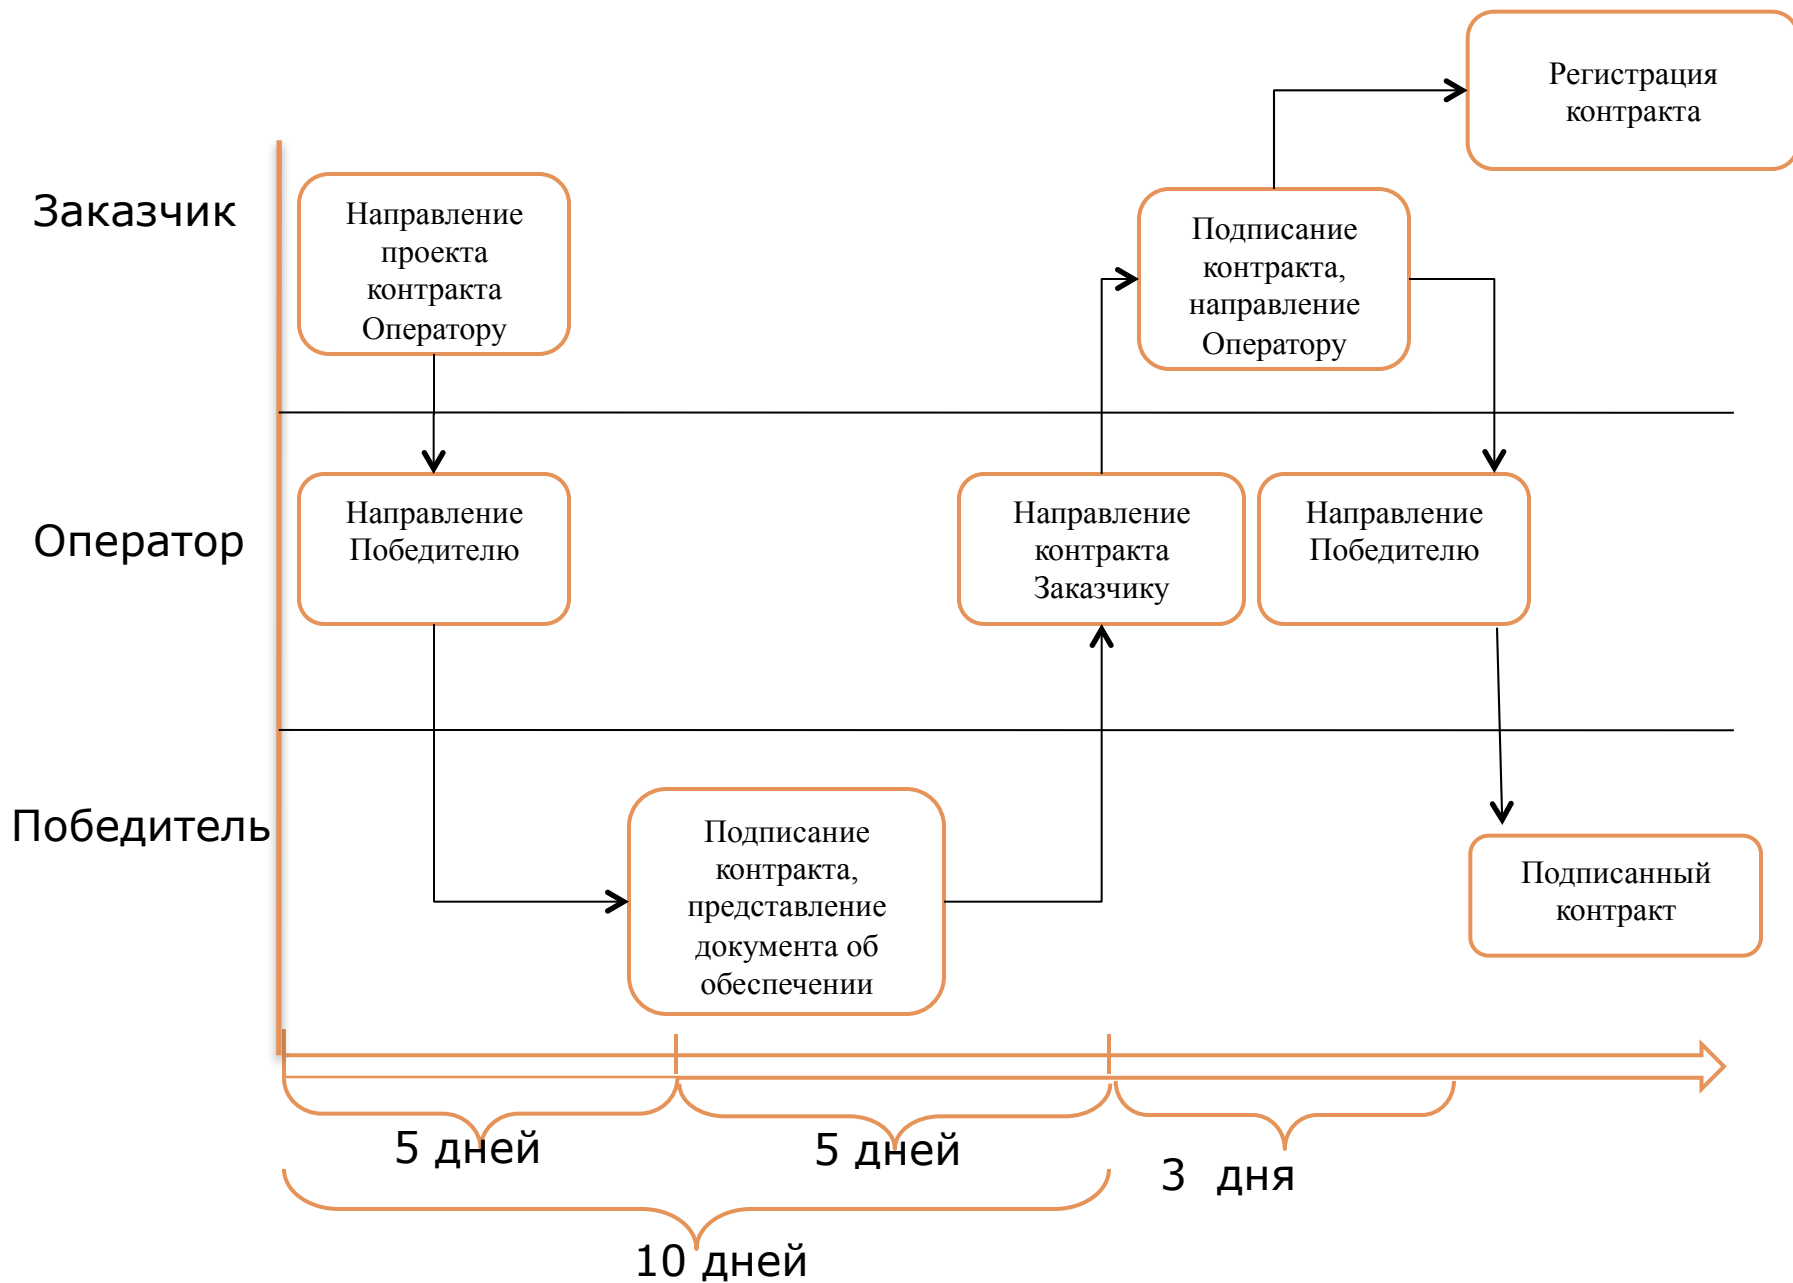 Регистрация
контракта
Заказчик
Направление
проекта
контракта
Оператору
Подписание
контракта,
направление
Оператору
Оператор
Направление
Победителю
Направление
контракта
Заказчику
Направление
Победителю
Победитель
Подписание
контракта,
представление
документа об
обеспечении
Подписанный
контракт
5 дней
5 дней
3 дня
10 дней